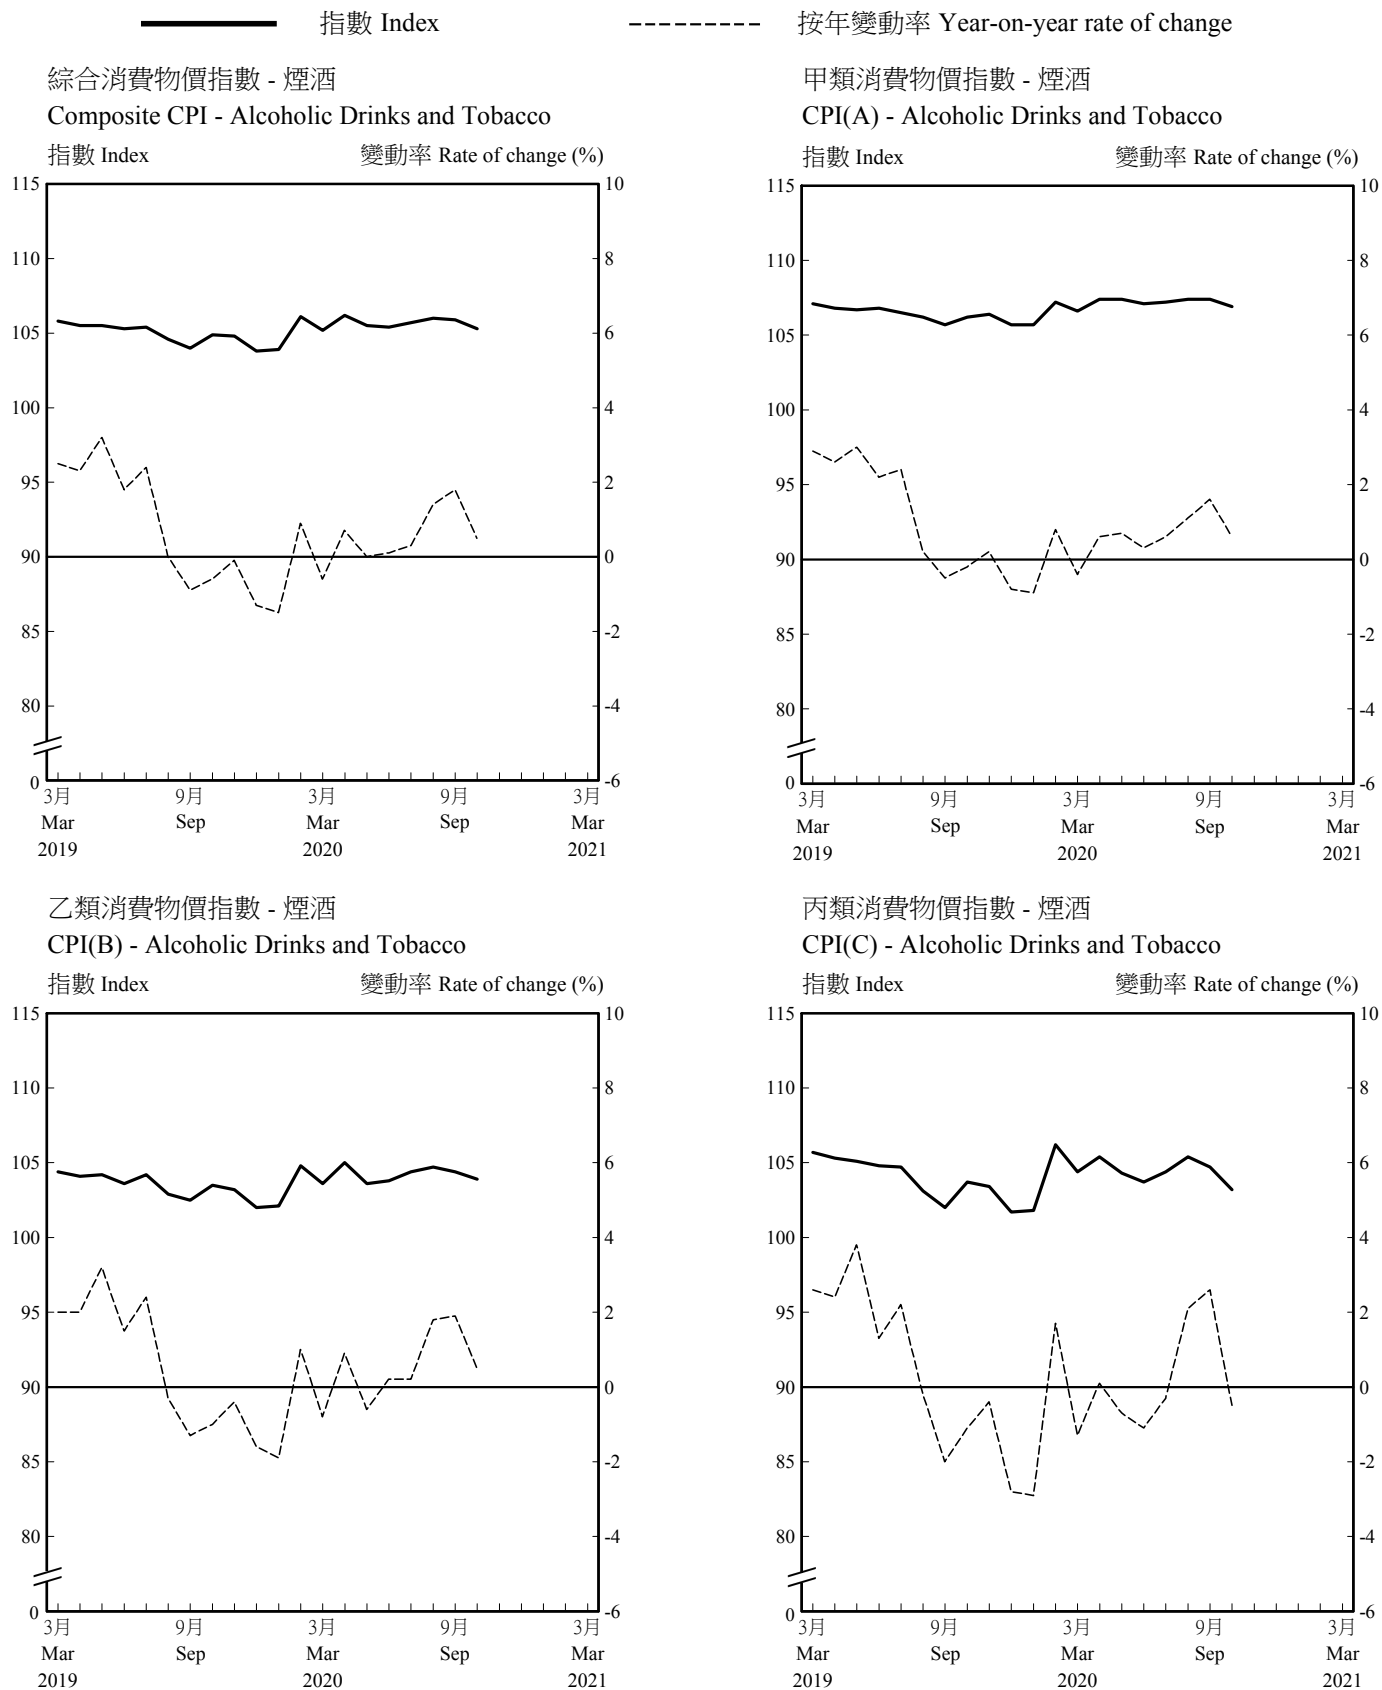 指數 Index
按年變動率 Year-on-year rate of change
綜合消費物價指數 - 煙酒
Composite CPI - Alcoholic Drinks and Tobacco
指數 Index
變動率 Rate of change (%)
115
110
105
100
95
90
85
80
0
10
8
6
4
2
0
-2
-4
-6
3月
Mar
2019
9月
Sep
3月
Mar
2020
9月
Sep
3月
Mar
2021
甲類消費物價指數 - 煙酒
CPI(A) - Alcoholic Drinks and Tobacco
指數 Index
變動率 Rate of change (%)
115
110
105
100
95
90
85
80
0
10
8
6
4
2
0
-2
-4
-6
3月
Mar
2019
9月
Sep
3月
Mar
2020
9月
Sep
3月
Mar
2021
乙類消費物價指數 - 煙酒
CPI(B) - Alcoholic Drinks and Tobacco
指數 Index
變動率 Rate of change (%)
115
110
105
100
95
90
85
80
0
10
8
6
4
2
0
-2
-4
-6
3月
Mar
2019
9月
Sep
3月
Mar
2020
9月
Sep
3月
Mar
2021
丙類消費物價指數 - 煙酒
CPI(C) - Alcoholic Drinks and Tobacco
指數 Index
變動率 Rate of change (%)
115
110
105
100
95
90
85
80
0
10
8
6
4
2
0
-2
-4
-6
3月
Mar
2019
9月
Sep
3月
Mar
2020
9月
Sep
3月
Mar
2021